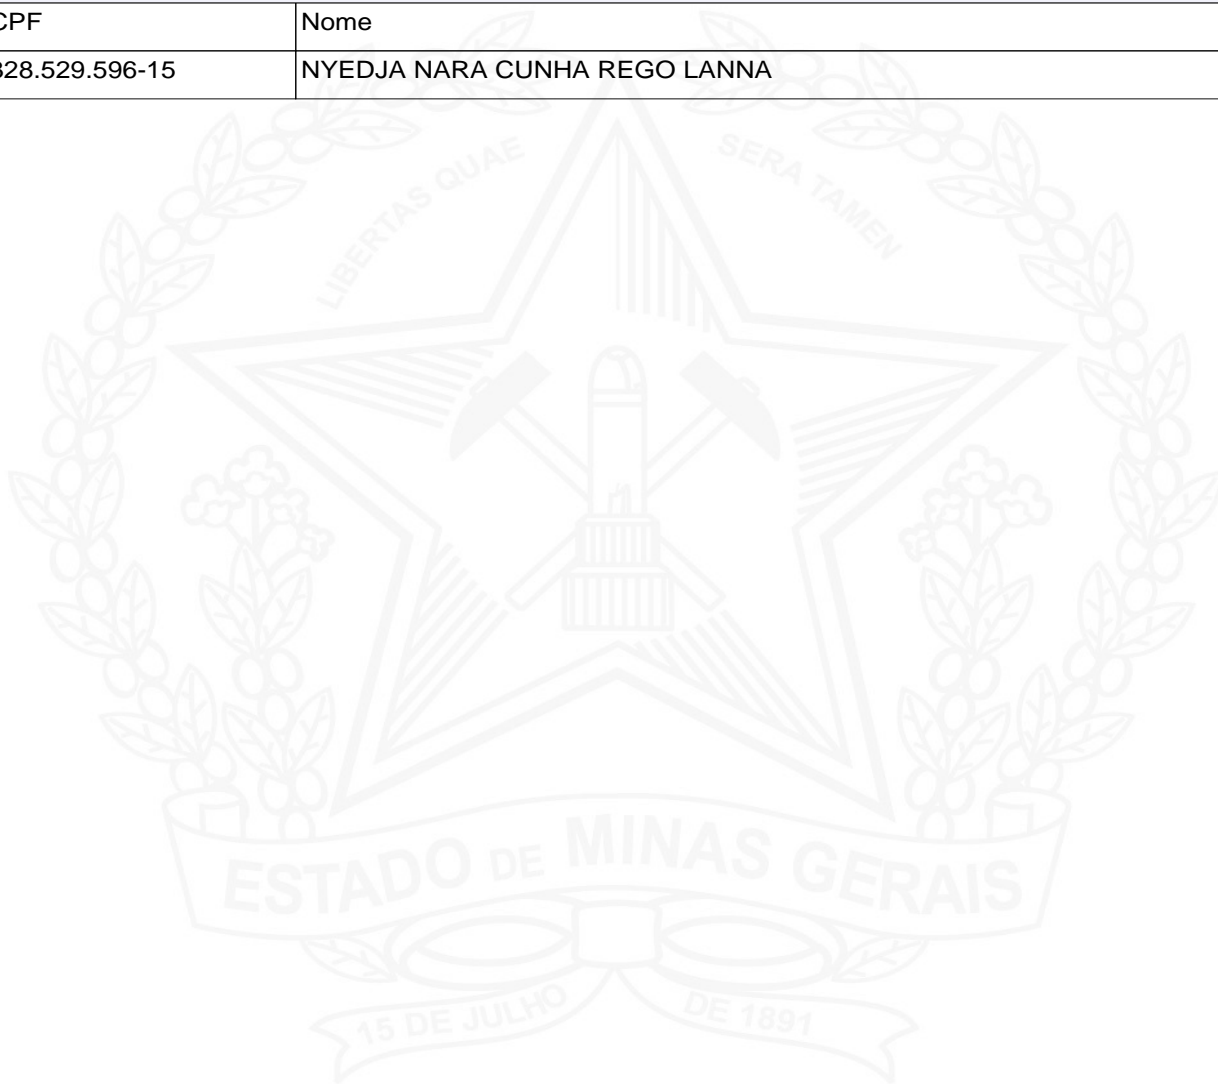 CPF Nome
328.529.596-15 NYEDJA NARA CUNHA REGO LANNA
LIBERTAS QUAE SERA TAMEN
ESTADO DE MINAS GERAIS
15 DE JULHO DE 1891